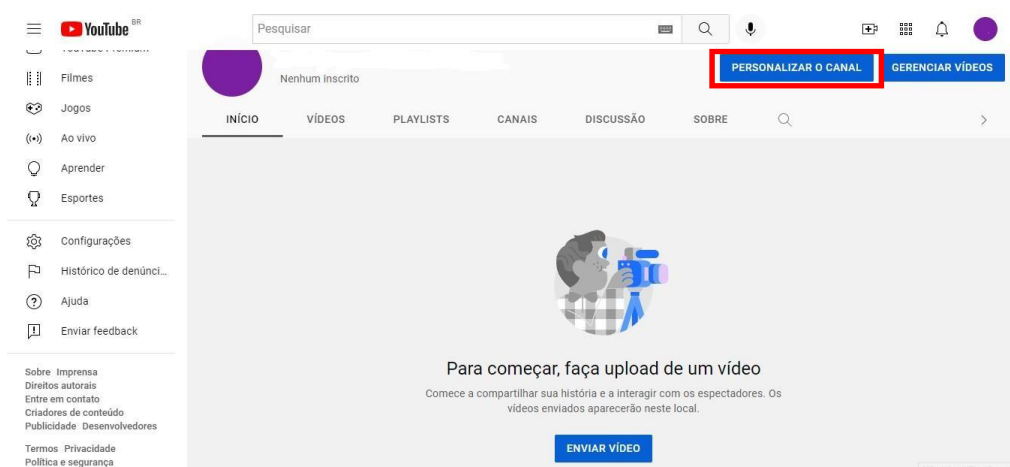 YouTube BR
Pesquisar
YouTube Premium
Filmes
Jogos
Ao vivo
Aprender
Esportes
Configurações
Histórico de denúnci...
Ajuda
Enviar feedback
Sobre Imprensa
Direitos autorais
Entre em contato
Criadores de conteúdo
Publicidade Desenvolvedores
Termos Privacidade
Política e segurança
Nenhum inscrito
PERSONALIZAR O CANAL
GERENCIAR VÍDEOS
INÍCIO VÍDEOS PLAYLISTS CANAIS DISCUSSÃO SOBRE
Para começar, faça upload de um vídeo
Comece a compartilhar sua história e a interagir com os espectadores. Os
vídeos enviados aparecerão neste local.
ENVIAR VÍDEO